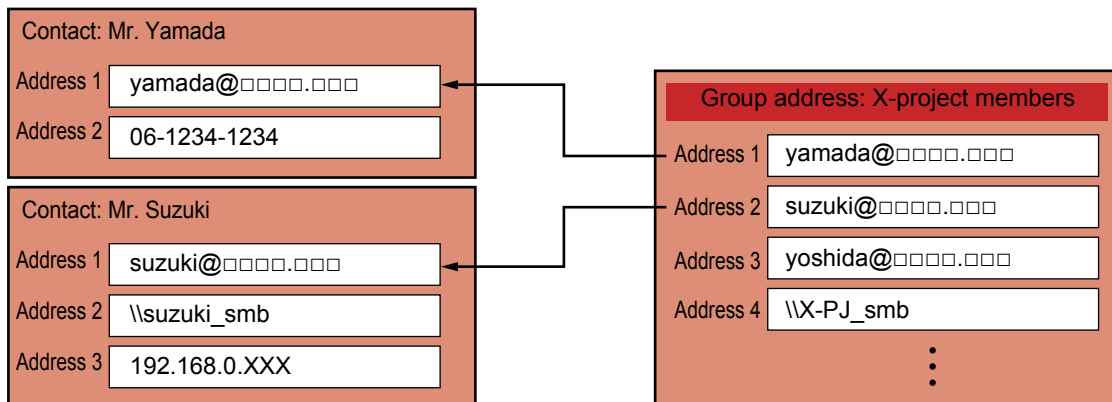 Contact: Mr. Yamada
Address 1 yamada@□□□□.□□□
Address 2 06-1234-1234
Contact: Mr. Suzuki
Address 1 suzuki@□□□□.□□□
Address 2 \\suzuki_smb
Address 3 192.168.0.XXX
Group address: X-project members
Address 1 yamada@□□□□.□□□
Address 2 suzuki@□□□□.□□□
Address 3 yoshida@□□□□.□□□
Address 4 \\X-PJ_smb